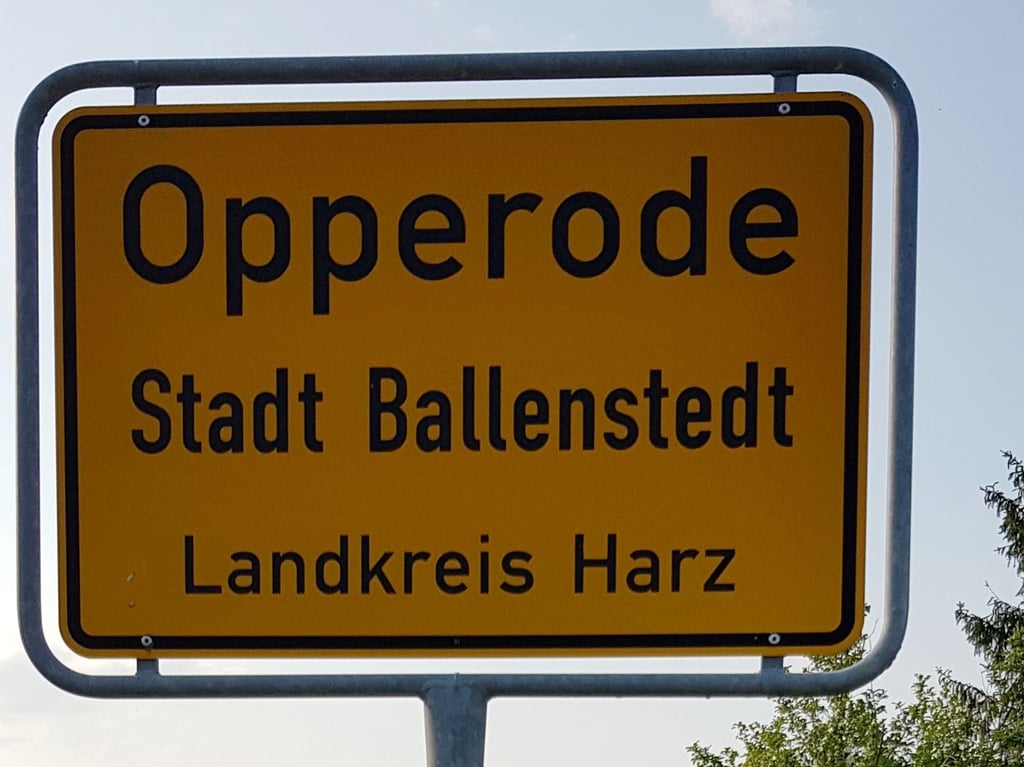 Opperode
Stadt Ballenstedt
Landkreis Harz